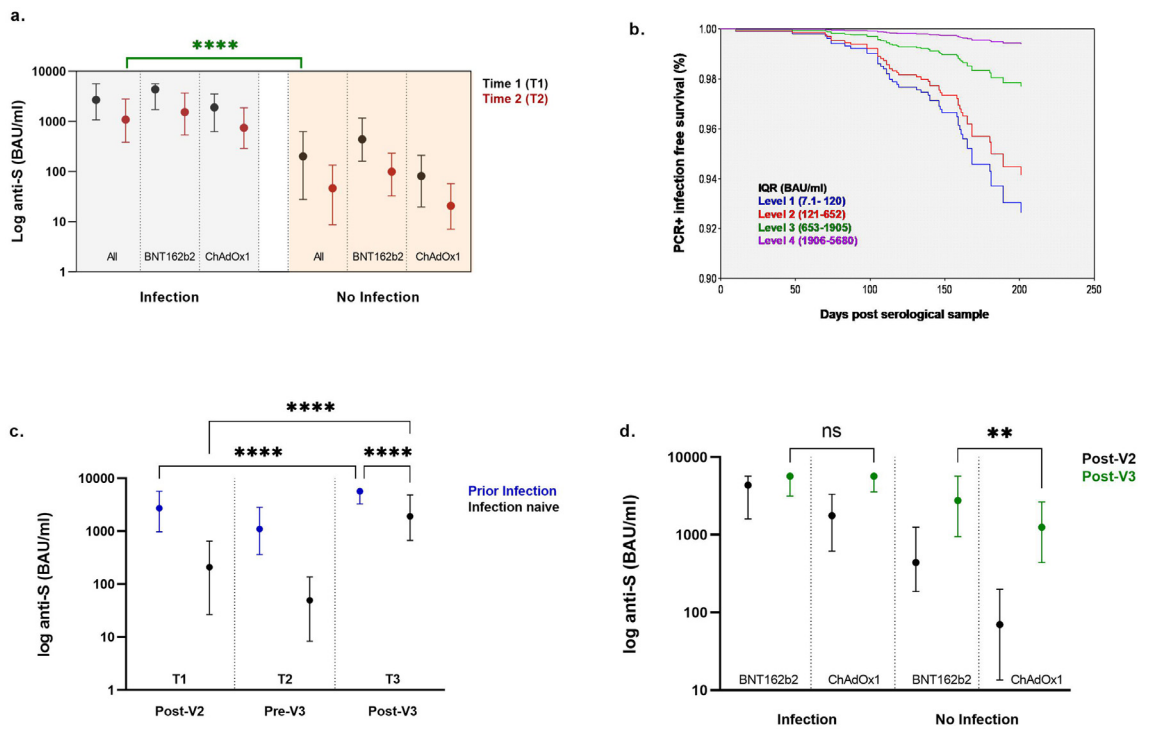 a.
****
10000
1000
100
10
1
Log anti-S (BAU/ml)
All
BNT162b2
ChAdOx1
All
BNT162b2
ChAdOx1
Infection
No Infection
Time 1 (T1)
Time 2 (T2)
b.
1.00
0.98
0.96
0.94
0.92
0.90
PCR+ infection free survival (%)
IQR (BAU/ml)
Level 1 (7.1- 120)
Level 2 (121-652)
Level 3 (653-1905)
Level 4 (1906-5680)
0
50
100
150
200
250
Days post serological sample
c.
****
****
****
10000
1000
100
10
1
log anti-S (BAU/ml)
T1
T2
T3
Post-V2
Pre-V3
Post-V3
Prior Infection
Infection naive
d.
ns
**
10000
1000
100
10
log anti-S (BAU/ml)
BNT162b2
ChAdOx1
BNT162b2
ChAdOx1
Infection
No Infection
Post-V2
Post-V3